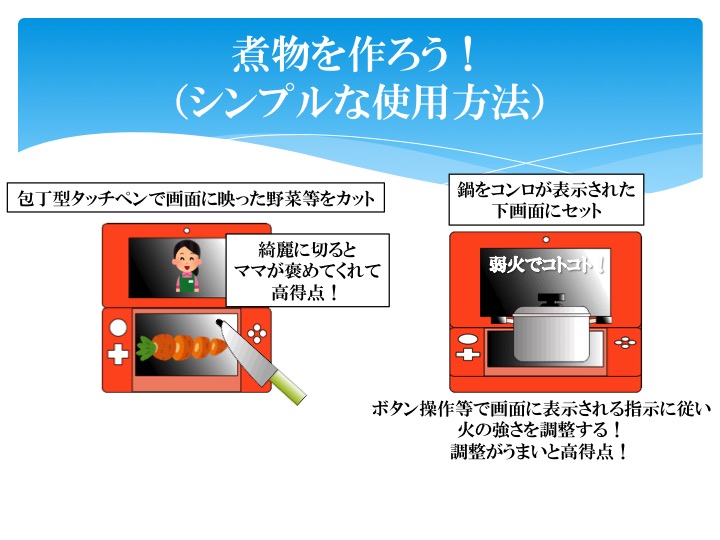 煮物を作ろう！
（シンプルな使用方法）
包丁型タッチペンで画面に映った野菜等をカット
綺麗に切ると
ママが褒めてくれて
高得点！
鍋をコンロが表示された
下画面にセット
弱火でコトコト！
ボタン操作等で画面に表示される指示に従い
火の強さを調整する！
調整がうまいと高得点！